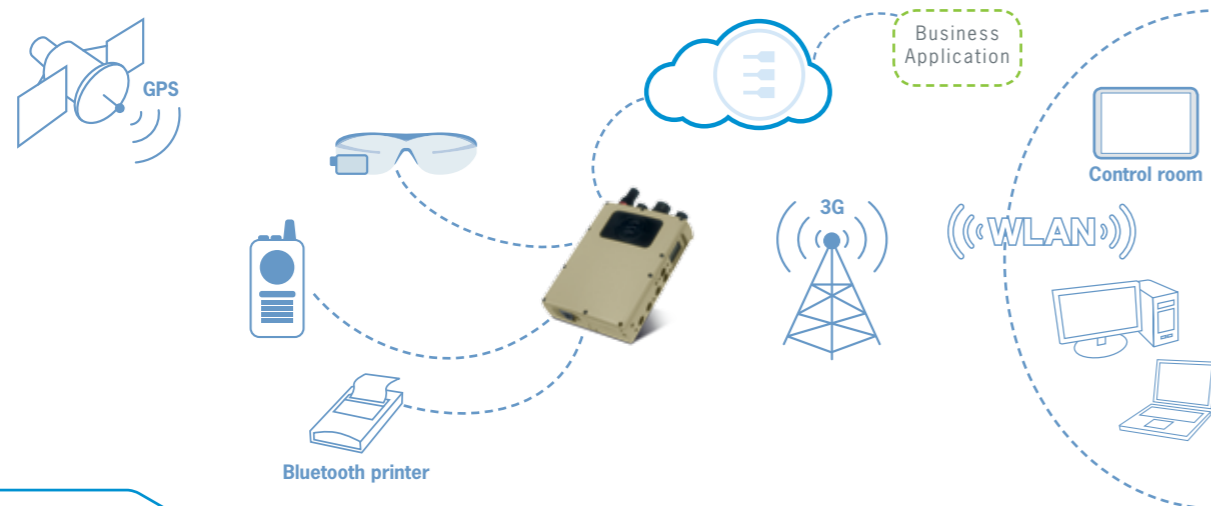 Business
Application
GPS
Control room
3G
WLAN
Bluetooth printer